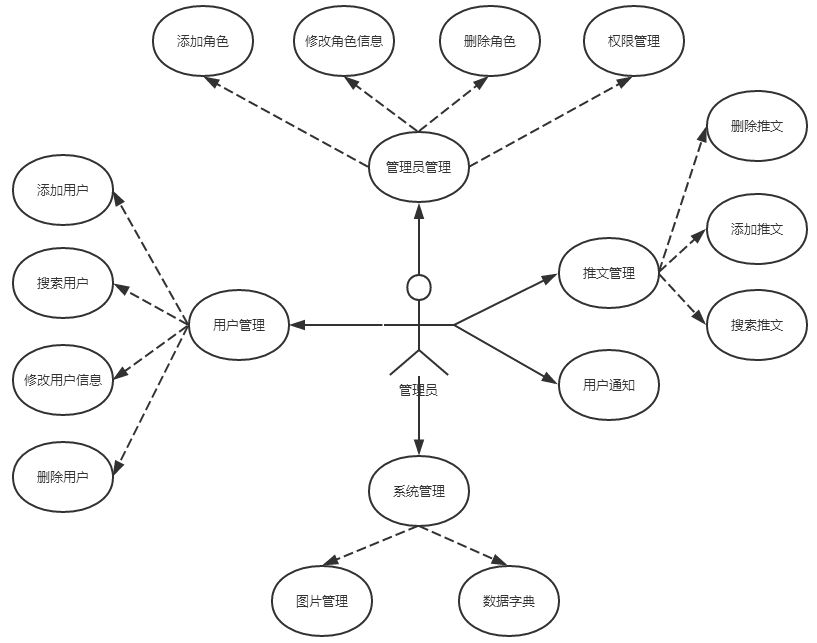 添加角色
修改角色信息
删除角色
权限管理
管理员管理
删除推文
添加用户
添加推文
搜索用户
推文管理
用户管理
搜索推文
修改用户信息
管理员
用户通知
删除用户
系统管理
图片管理
数据字典